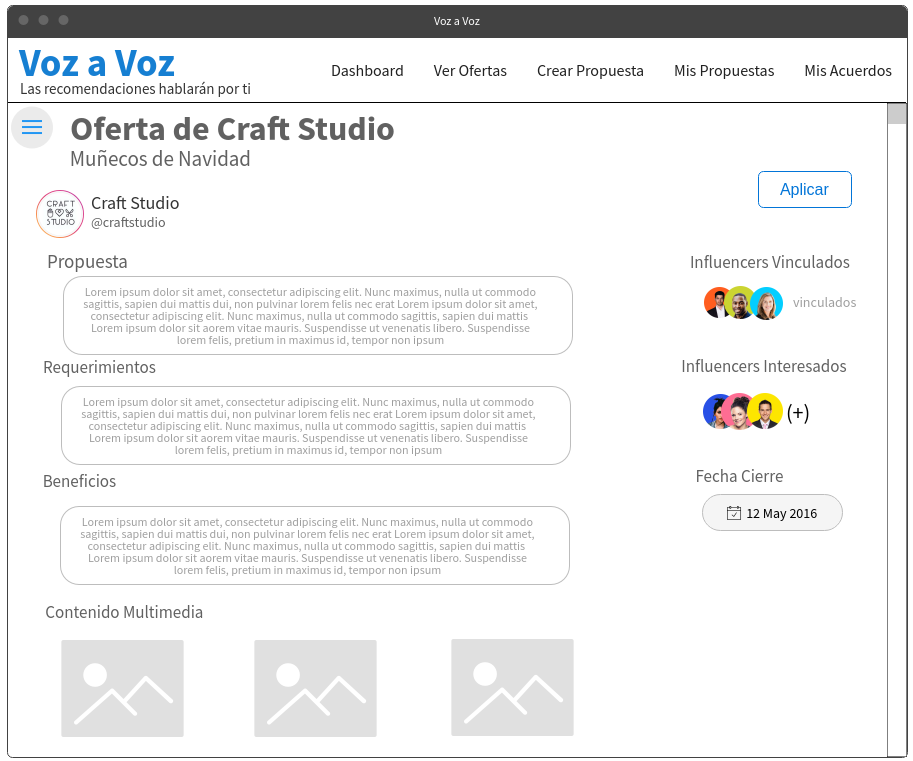 Voz a Voz
Voz a Voz
Las recomendaciones hablarán por ti
Dashboard Ver Ofertas Crear Propuesta Mis Propuestas Mis Acuerdos
Oferta de Craft Studio
Muñecos de Navidad
Aplicar
CRAFT
STUDIO
Craft Studio
@craftstudio
Propuesta
Lorem ipsum dolor sit amet, consectetur adipiscing elit. Nunc maximus, nulla ut commodo
sagittis, sapien dui mattis dui, non pulvinar lorem felis nec erat Lorem ipsum dolor sit amet,
consectetur adipiscing elit. Nunc maximus, nulla ut commodo sagittis, sapien dui mattis
Lorem ipsum dolor sit aorem vitae mauris. Suspendisse ut venenatis libero. Suspendisse
lorem felis, pretium in maximus id, tempor non ipsum
Requerimientos
Lorem ipsum dolor sit amet, consectetur adipiscing elit. Nunc maximus, nulla ut commodo
sagittis, sapien dui mattis dui, non pulvinar lorem felis nec erat Lorem ipsum dolor sit amet,
consectetur adipiscing elit. Nunc maximus, nulla ut commodo sagittis, sapien dui mattis
Lorem ipsum dolor sit aorem vitae mauris. Suspendisse ut venenatis libero. Suspendisse
lorem felis, pretium in maximus id, tempor non ipsum
Beneficios
Lorem ipsum dolor sit amet, consectetur adipiscing elit. Nunc maximus, nulla ut commodo
sagittis, sapien dui mattis dui, non pulvinar lorem felis nec erat Lorem ipsum dolor sit amet,
consectetur adipiscing elit. Nunc maximus, nulla ut commodo sagittis, sapien dui mattis
Lorem ipsum dolor sit aorem vitae mauris. Suspendisse ut venenatis libero. Suspendisse
lorem felis, pretium in maximus id, tempor non ipsum
Contenido Multimedia
Influencers Vinculados
vinculados
Influencers Interesados
(+)
Fecha Cierre
12 May 2016